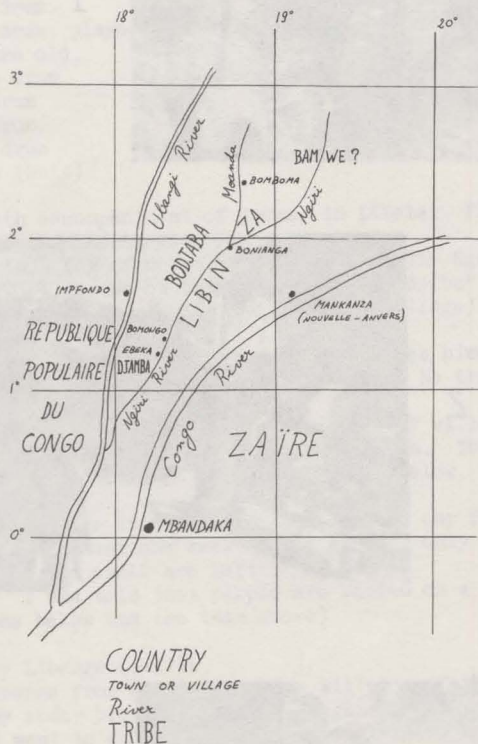 18° 19° 20°
3°
Ubangi River
Moanda
BAMWE?
BOMBOMA
Ngiri
2°
BODJABA
LIBINZA
BONIANGA
IMPFONDO
MANKANZA
(NOUVELLE-ANVERS)
REPUBLIQUE
POPULAIRE
DU
CONGO
BOMONGO
EBEKA
DJAMBA
Ngiri River
Congo River
1°
ZAÏRE
0°
MBANDAKA
COUNTRY
TOWN OR VILLAGE
River
TRIBE